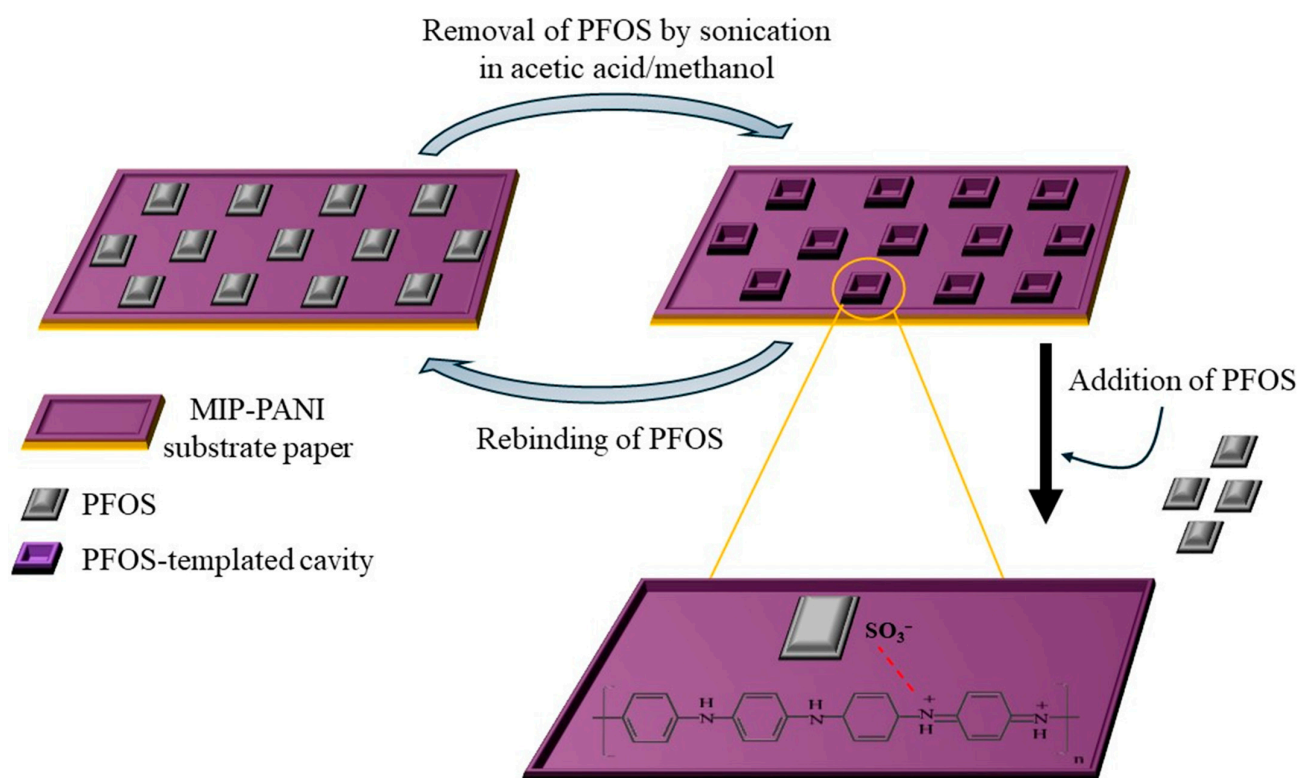 Removal of PFOS by sonication
in acetic acid/methanol
Addition of PFOS
Rebinding of PFOS
MIP-PANI
substrate paper
PFOS
PFOS-templated cavity
SO₃⁻
H
N
H
N
+
N
H
+
N
H
n